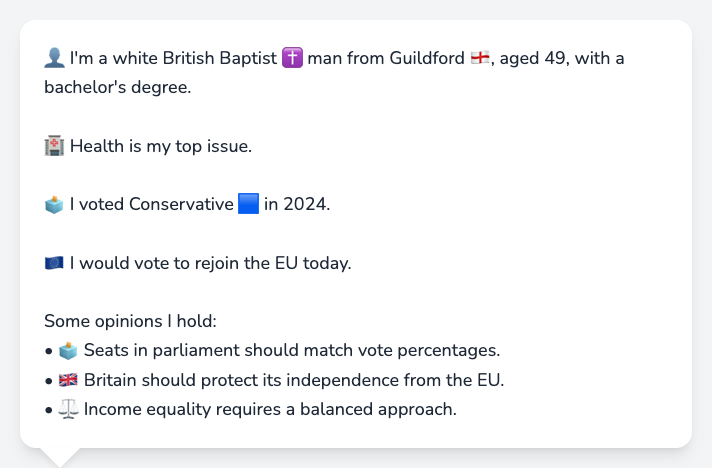 👤 I'm a white British Baptist ✝️ man from Guildford 🏴󠁧󠁢󠁥󠁮󠁧󠁿, aged 49, with a
bachelor's degree.
🏥 Health is my top issue.
🗳️ I voted Conservative 🟦 in 2024.
🇪🇺 I would vote to rejoin the EU today.
Some opinions I hold:
• 🗳️ Seats in parliament should match vote percentages.
• 🇬🇧 Britain should protect its independence from the EU.
• ⚖️ Income equality requires a balanced approach.